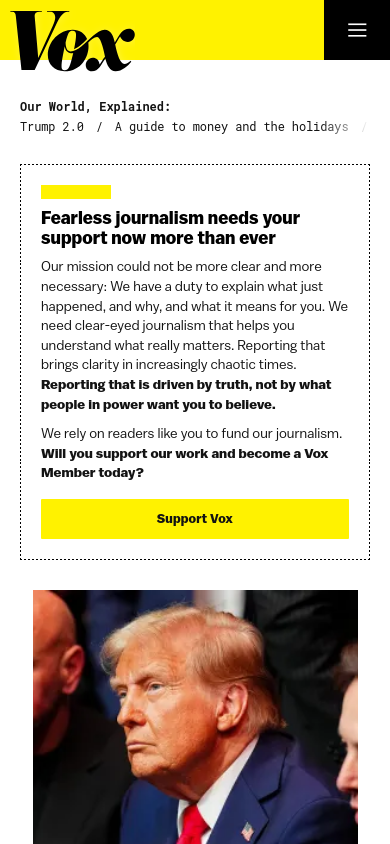 Vox
Our World, Explained:
Trump 2.0 / A guide to money and the holidays /
Fearless journalism needs your
support now more than ever
Our mission could not be more clear and more
necessary: We have a duty to explain what just
happened, and why, and what it means for you. We
need clear-eyed journalism that helps you
understand what really matters. Reporting that
brings clarity in increasingly chaotic times.
Reporting that is driven by truth, not by what
people in power want you to believe.
We rely on readers like you to fund our journalism.
Will you support our work and become a Vox
Member today?
Support Vox